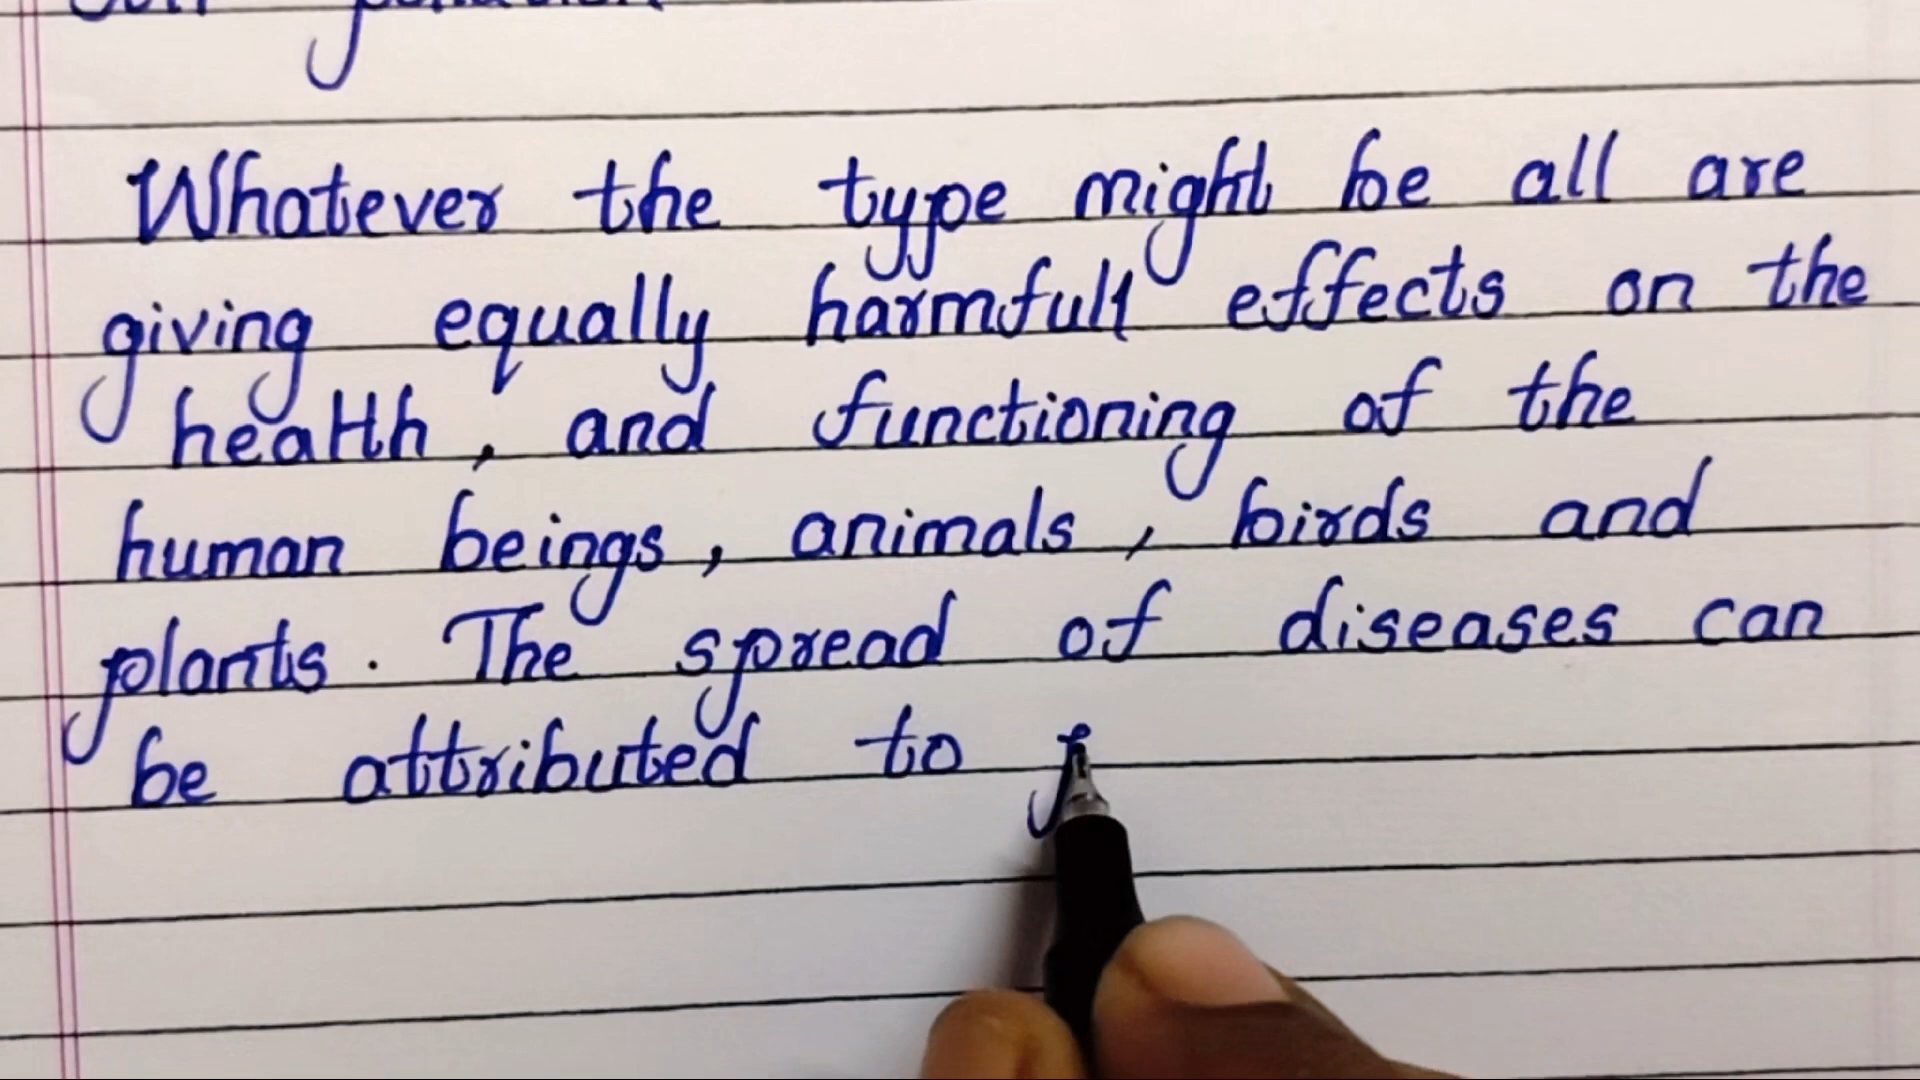 Whatever the type might be all are
giving equally harmfull effects on the
health, and functioning of the
human beings, animals, birds and
plants. The spread of diseases can
be attributed to p